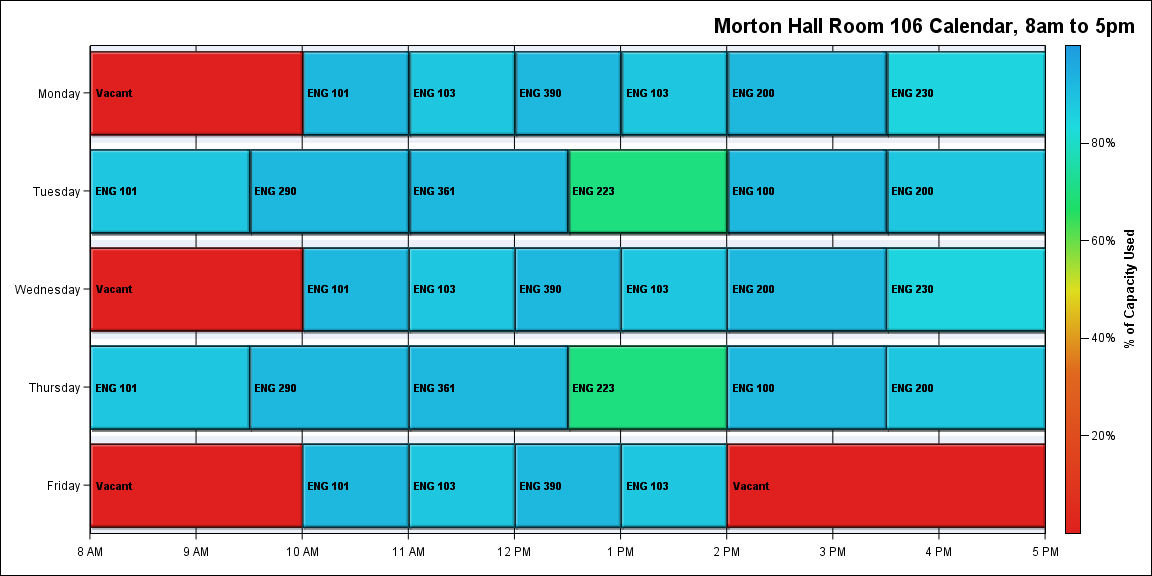 Morton Hall Room 106 Calendar, 8am to 5pm
Monday
Vacant
ENG 101
ENG 103
ENG 390
ENG 103
ENG 200
ENG 230
Tuesday
ENG 101
ENG 290
ENG 361
ENG 223
ENG 100
ENG 200
Wednesday
Vacant
ENG 101
ENG 103
ENG 390
ENG 103
ENG 200
ENG 230
Thursday
ENG 101
ENG 290
ENG 361
ENG 223
ENG 100
ENG 200
Friday
Vacant
ENG 101
ENG 103
ENG 390
ENG 103
Vacant
8 AM
9 AM
10 AM
11 AM
12 PM
1 PM
2 PM
3 PM
4 PM
5 PM
80%
60%
40%
20%
% of Capacity Used